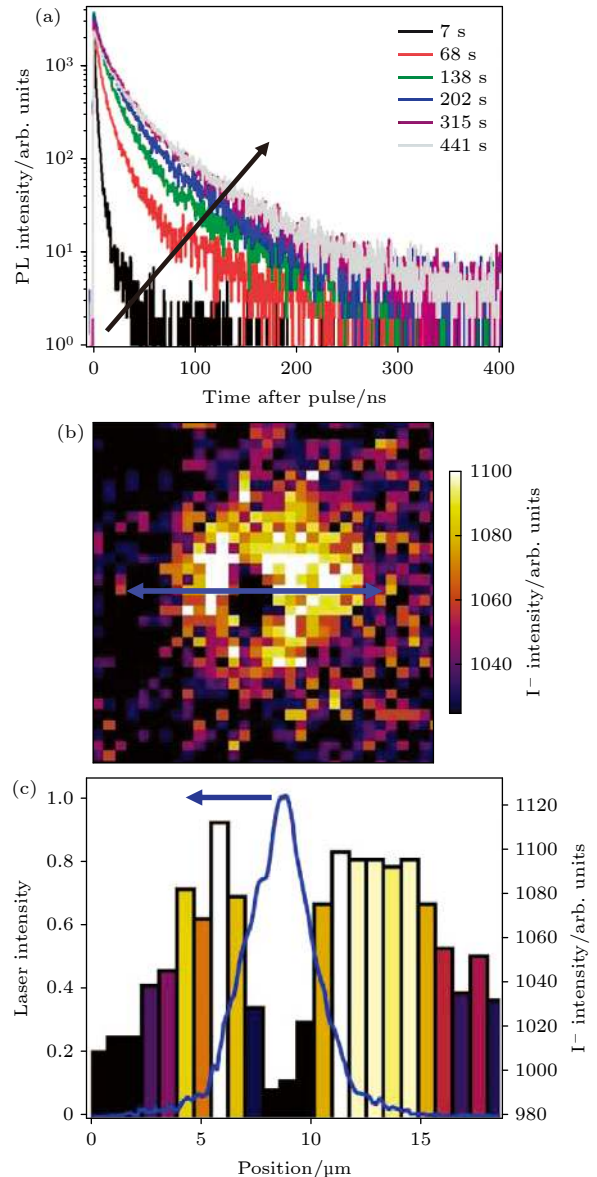 (a)
7 s
68 s
138 s
202 s
315 s
441 s
10³
10²
10¹
10⁰
PL intensity/arb. units
0 100 200 300 400
Time after pulse/ns
(b)
1100
1080
1060
1040
I⁻ intensity/arb. units
(c)
1.0
0.8
0.6
0.4
0.2
0
Laser intensity
1120
1100
1080
1060
1040
1020
1000
980
I⁻ intensity/arb. units
0 5 10 15
Position/μm